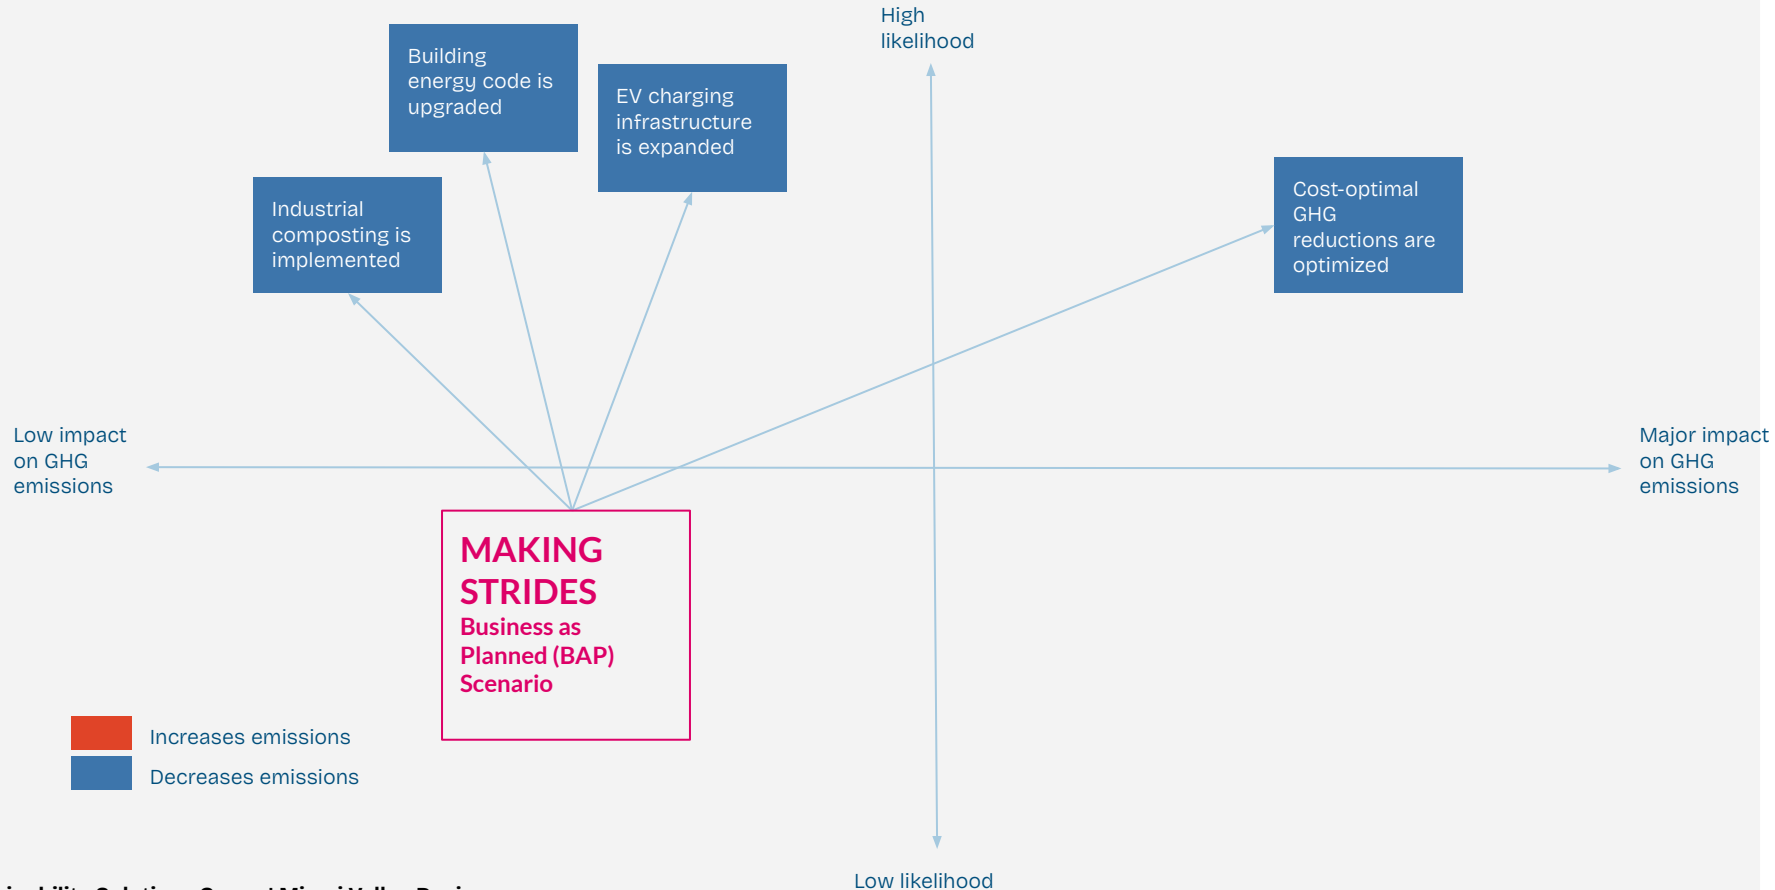 High
likelihood
Building
energy code is
upgraded
EV charging
infrastructure
is expanded
Cost-optimal
GHG
reductions are
optimized
Industrial
composting is
implemented
Low impact
on GHG
emissions
Major impact
on GHG
emissions
MAKING
STRIDES
Business as
Planned (BAP)
Scenario
Increases emissions
Decreases emissions
Low likelihood